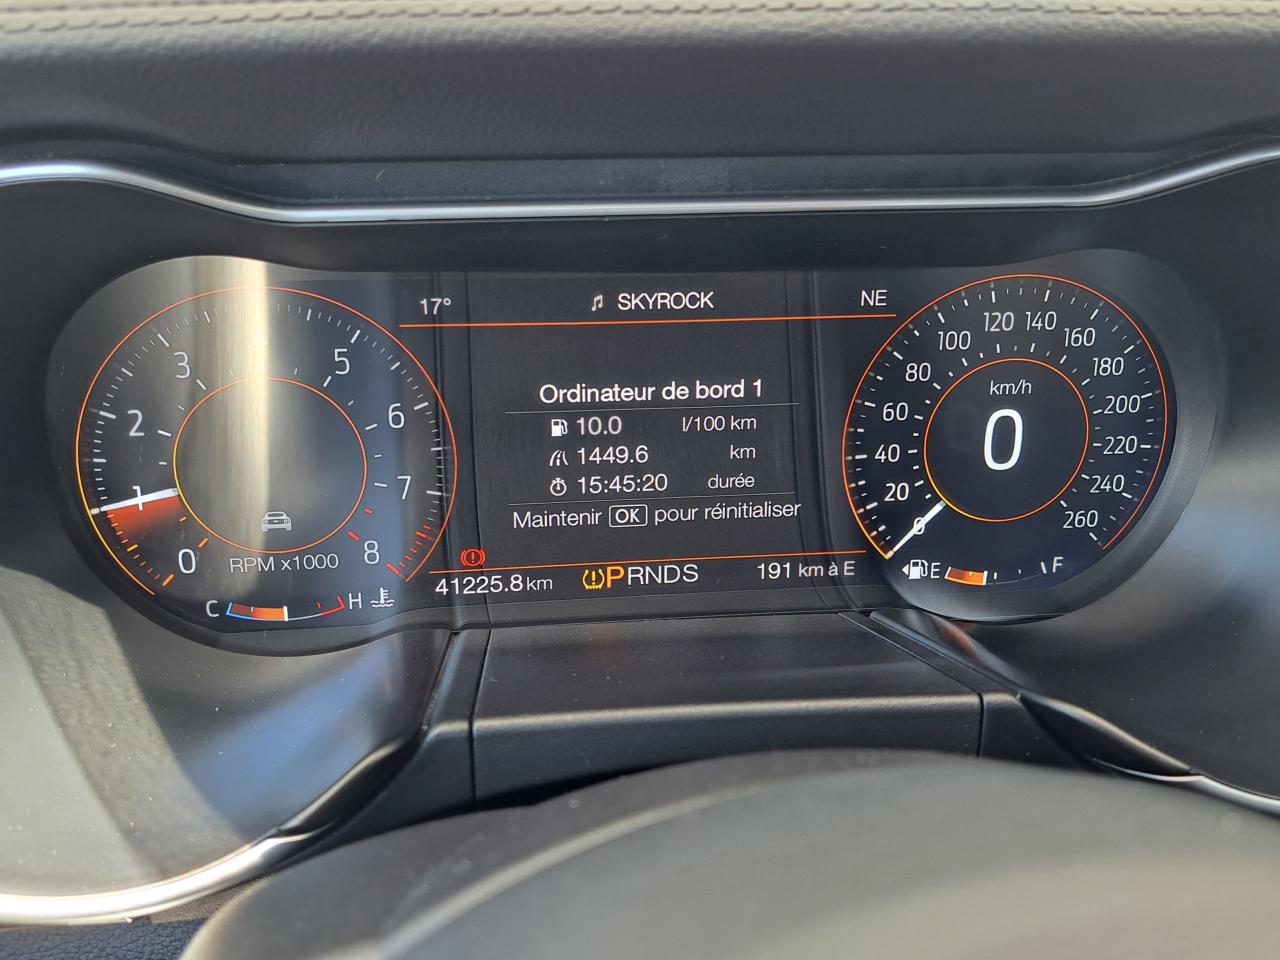 17° SKYROCK NE
Ordinateur de bord 1
10.0 l/100 km
1449.6 km
15:45:20 durée
Maintenir OK pour réinitialiser
41225.8 km PRNDS 191 km à E
0
1
2
3
4
5
6
7
8
RPM x1000
C H
0
20
40
60
80
100
120
140
160
180
200
220
240
260
km/h
0
E F